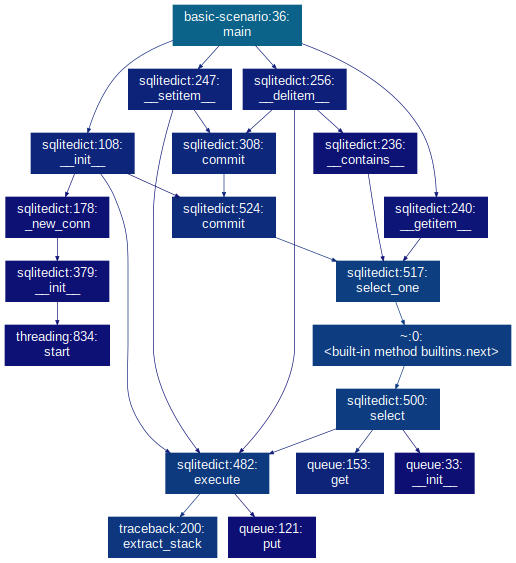 basic-scenario:36:
main
sqlitedict:247:
__setitem__
sqlitedict:256:
__delitem__
sqlitedict:108:
__init__
sqlitedict:308:
commit
sqlitedict:236:
__contains__
sqlitedict:178:
_new_conn
sqlitedict:524:
commit
sqlitedict:240:
__getitem__
sqlitedict:379:
__init__
sqlitedict:517:
select_one
threading:834:
start
~:0:
<built-in method builtins.next>
sqlitedict:500:
select
sqlitedict:482:
execute
queue:153:
get
queue:33:
__init__
traceback:200:
extract_stack
queue:121:
put